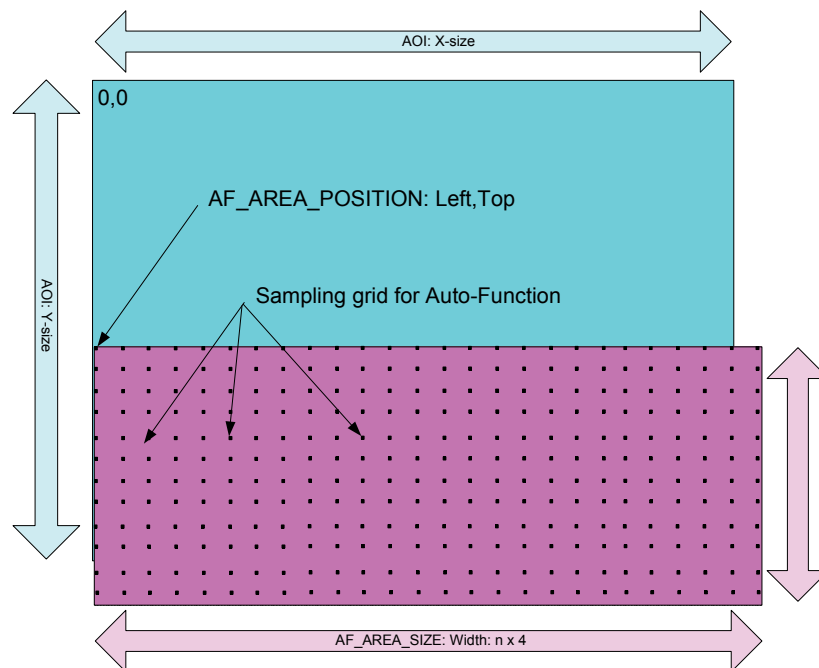 AOI: X-size
0,0
AF_AREA_POSITION: Left,Top
AOI: Y-size
Sampling grid for Auto-Function
AF_AREA_SIZE: Width: n x 4